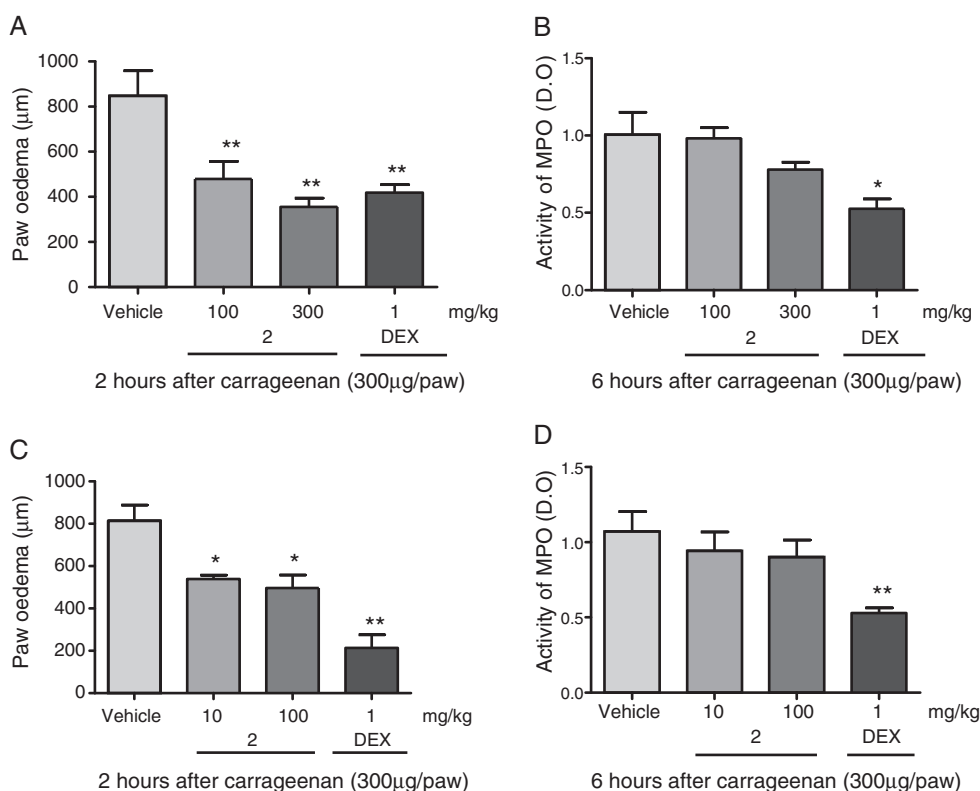 A
Paw oedema (μm)
1000
800
600
400
200
0
**
**
**
Vehicle 100 300 1 mg/kg
2 DEX
2 hours after carrageenan (300μg/paw)
B
Activity of MPO (D.O)
1.5
1.0
0.5
0.0
*
Vehicle 100 300 1 mg/kg
2 DEX
6 hours after carrageenan (300μg/paw)
C
Paw oedema (μm)
1000
800
600
400
200
0
*
*
**
Vehicle 10 100 1 mg/kg
2 DEX
2 hours after carrageenan (300μg/paw)
D
Activity of MPO (D.O)
1.5
1.0
0.5
0.0
**
Vehicle 10 100 1 mg/kg
2 DEX
6 hours after carrageenan (300μg/paw)